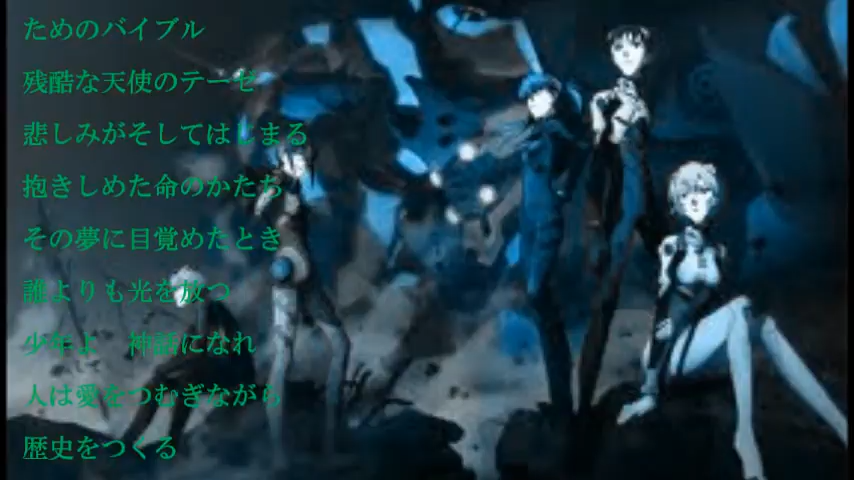 ためのバイブル
残酷な天使のテーゼ
悲しみがそしてはじまる
抱きしめた命のかたち
その夢に目覚めたとき
誰よりも光を放つ
少年よ　神話になれ
人は愛をつむぎながら
歴史をつくる